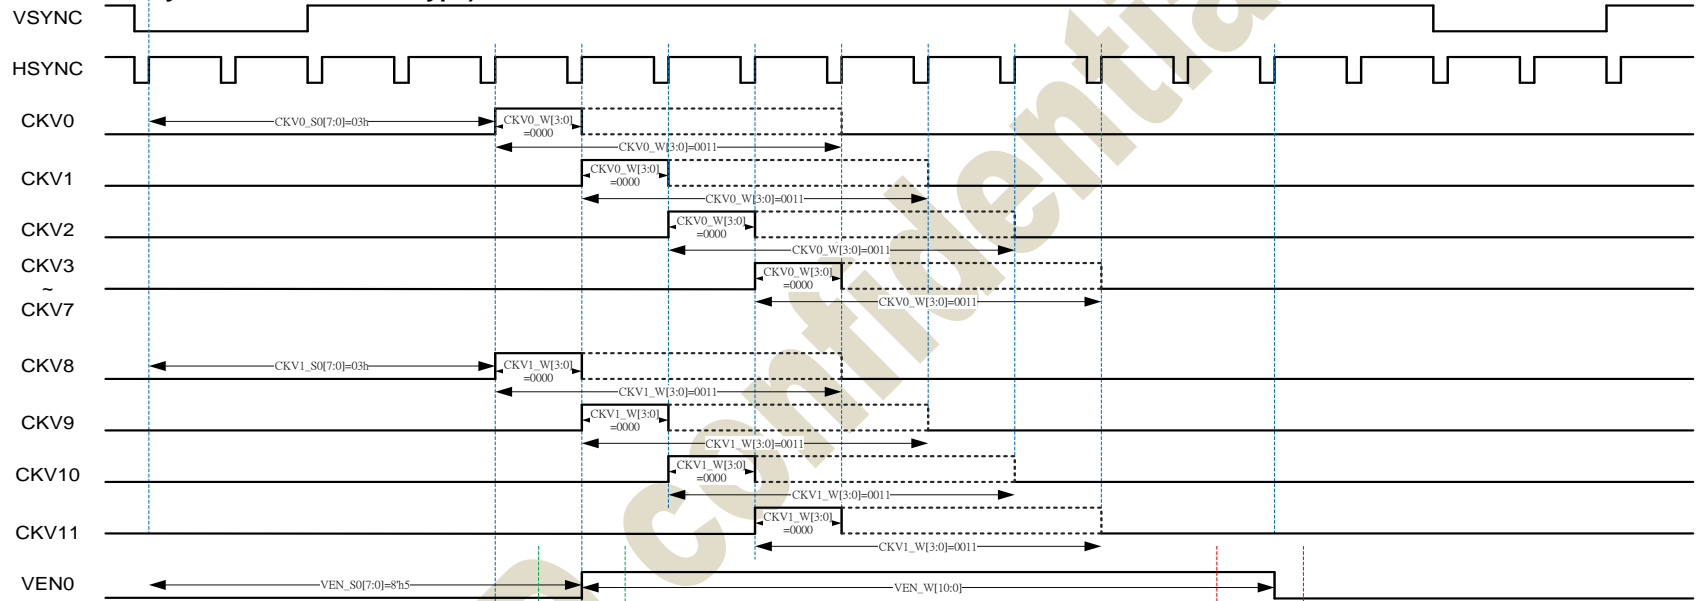 VSYNC
HSYNC
CKV0
CKV0_S0[7:0]=03h
CKV0_W[3:0]
=0000
CKV0_W[3:0]=0011
CKV1
CKV0_W[3:0]
=0000
CKV0_W[3:0]=0011
CKV2
CKV0_W[3:0]
=0000
CKV0_W[3:0]=0011
CKV3
~
CKV7
CKV0_W[3:0]
=0000
CKV0_W[3:0]=0011
CKV8
CKV1_S0[7:0]=03h
CKV1_W[3:0]
=0000
CKV1_W[3:0]=0011
CKV9
CKV1_W[3:0]
=0000
CKV1_W[3:0]=0011
CKV10
CKV1_W[3:0]
=0000
CKV1_W[3:0]=0011
CKV11
CKV1_W[3:0]
=0000
CKV1_W[3:0]=0011
VEN0
VEN_S0[7:0]=8'h5
VEN_W[10:0]
confidential